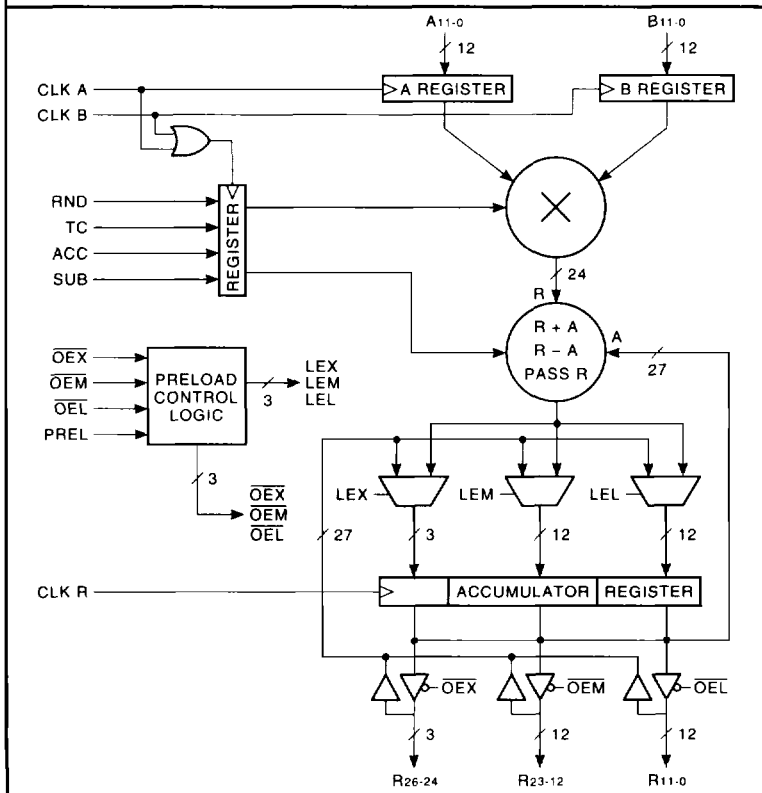 A11-0 B11-0
12 12
CLK A
A REGISTER B REGISTER
CLK B
RND
TC
ACC
SUB
REGISTER
24
R
R + A
R − A
PASS R
A
27
OEX
OEM
OEL
PREL
PRELOAD
CONTROL
LOGIC
3
LEX
LEM
LEL
3
OEX
OEM
OEL
LEX LEM LEL
27 3 12 12
CLK R
ACCUMULATOR REGISTER
OEX OEM OEL
3 12 12
R26-24 R23-12 R11-0